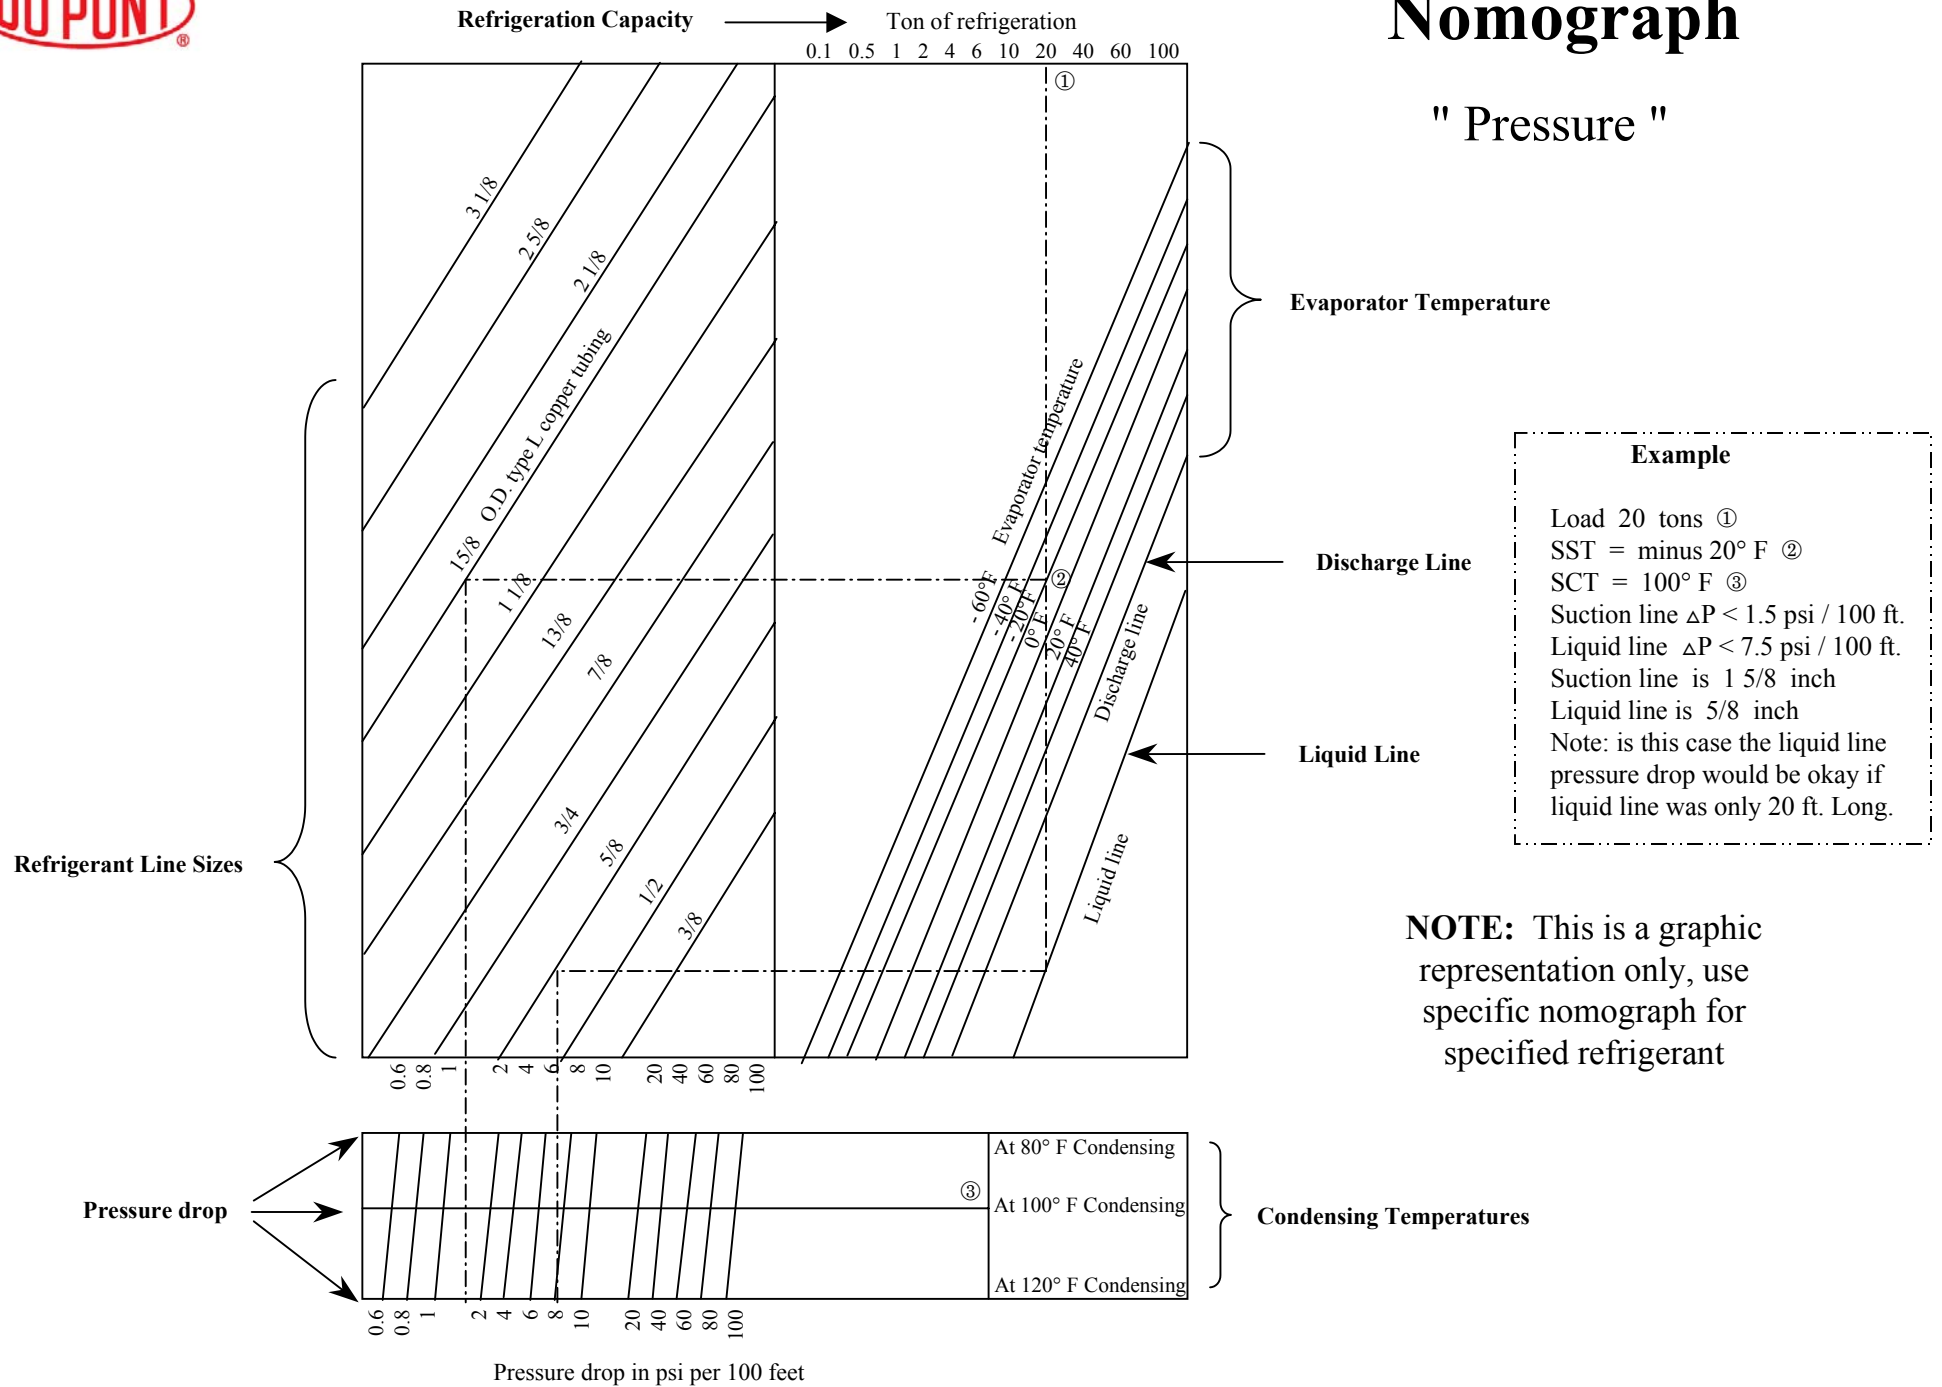 DU PONT ®
Nomograph
" Pressure "
Refrigeration Capacity
Ton of refrigeration
0.1 0.5 1 2 4 6 10 20 40 60 100
①
3 1/8
2 5/8
2 1/8
15/8 O.D. type L copper tubing
1 1/8
13/8
7/8
3/4
5/8
1/2
3/8
Evaporator temperature
- 60°F
- 40° F
- 20°F
0° F
20° F
40° F
②
Discharge line
Liquid line
Evaporator Temperature
Discharge Line
Liquid Line
Refrigerant Line Sizes
Example
Load 20 tons ①
SST = minus 20° F ②
SCT = 100° F ③
Suction line △P < 1.5 psi / 100 ft.
Liquid line △P < 7.5 psi / 100 ft.
Suction line is 1 5/8 inch
Liquid line is 5/8 inch
Note: is this case the liquid line
pressure drop would be okay if
liquid line was only 20 ft. Long.
NOTE: This is a graphic
representation only, use
specific nomograph for
specified refrigerant
0.6 0.8 1 2 4 6 8 10 20 40 60 80 100
At 80° F Condensing
③
At 100° F Condensing
At 120° F Condensing
Pressure drop
Condensing Temperatures
0.6 0.8 1 2 4 6 8 10 20 40 60 80 100
Pressure drop in psi per 100 feet